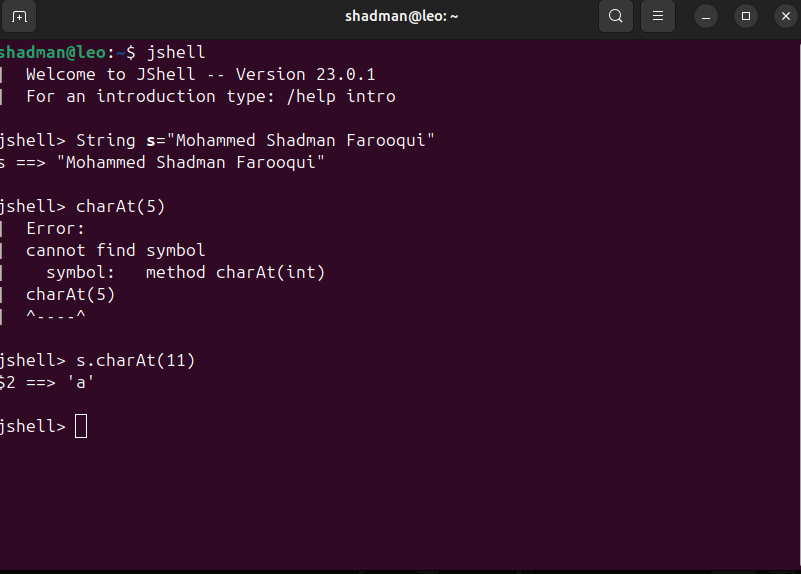 shadman@leo: ~
shadman@leo:~$ jshell
|  Welcome to JShell -- Version 23.0.1
|  For an introduction type: /help intro
jshell> String s="Mohammed Shadman Farooqui"
s ==> "Mohammed Shadman Farooqui"
jshell> charAt(5)
|  Error:
|  cannot find symbol
|    symbol:   method charAt(int)
|  charAt(5)
|  ^----^
jshell> s.charAt(11)
$2 ==> 'a'
jshell>